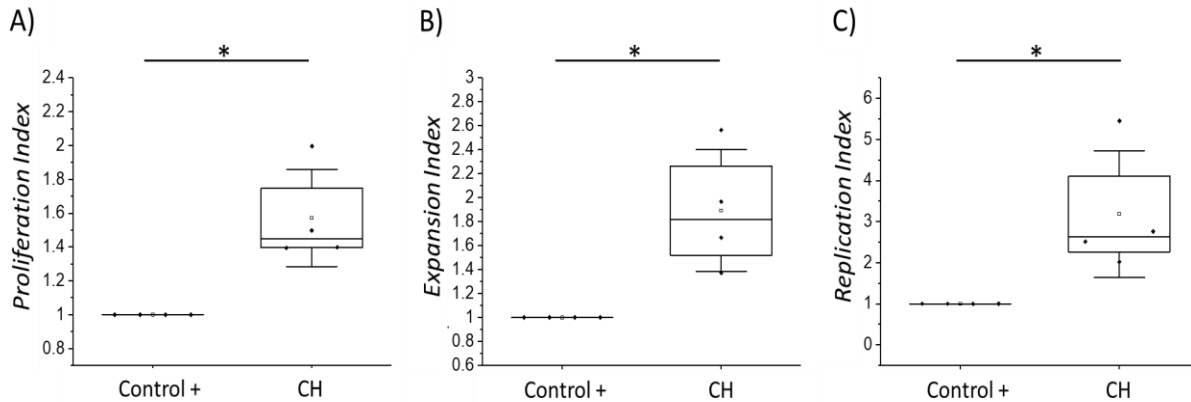 A)
*
Proliferation Index
2.4
2.2
2
1.8
1.6
1.4
1.2
1
0.8
Control +
CH
B)
*
Expansion Index
3
2.8
2.6
2.4
2.2
2
1.8
1.6
1.4
1.2
1
0.8
0.6
Control +
CH
C)
*
Replication Index
6
5
4
3
2
1
0
Control +
CH